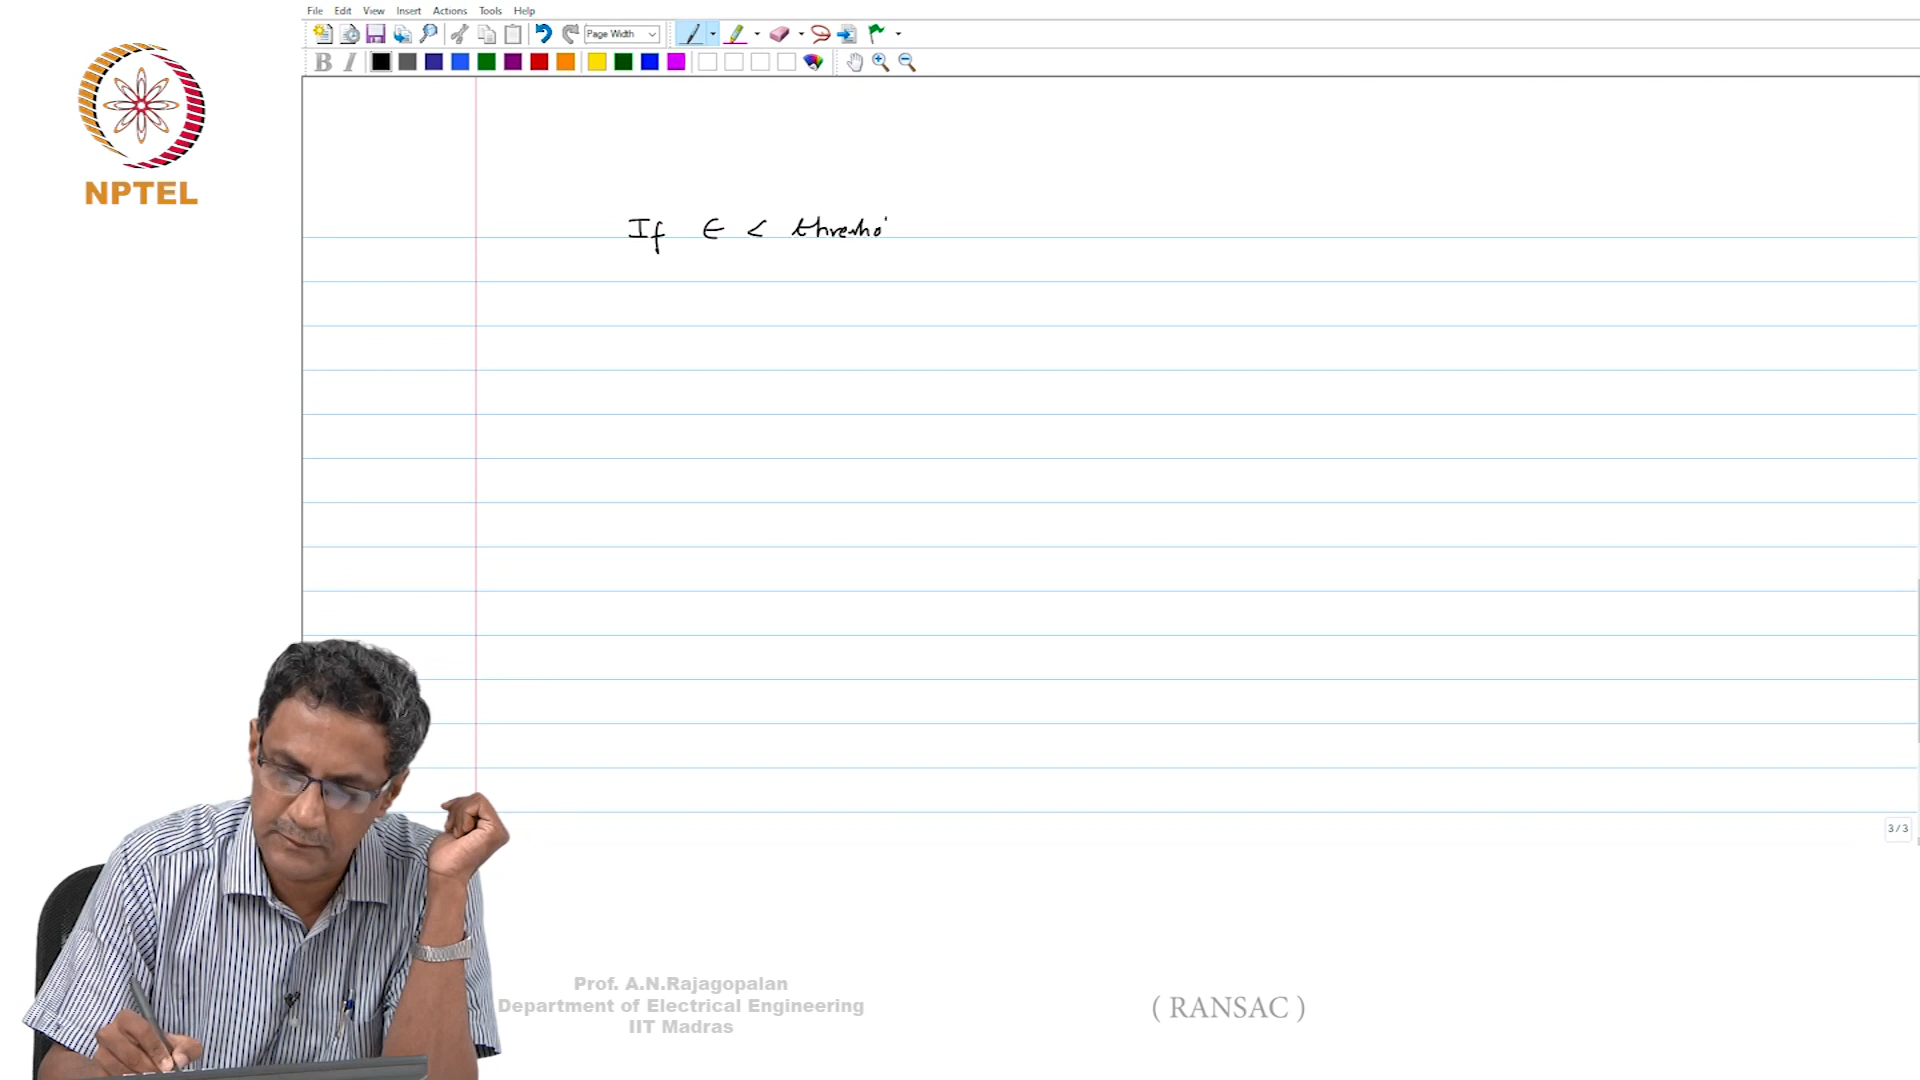 File Edit View Insert Actions Tools Help
Page Width
B I
NPTEL
If ∈ < thresho
3/3
Prof. A.N.Rajagopalan
Department of Electrical Engineering
IIT Madras
( RANSAC )